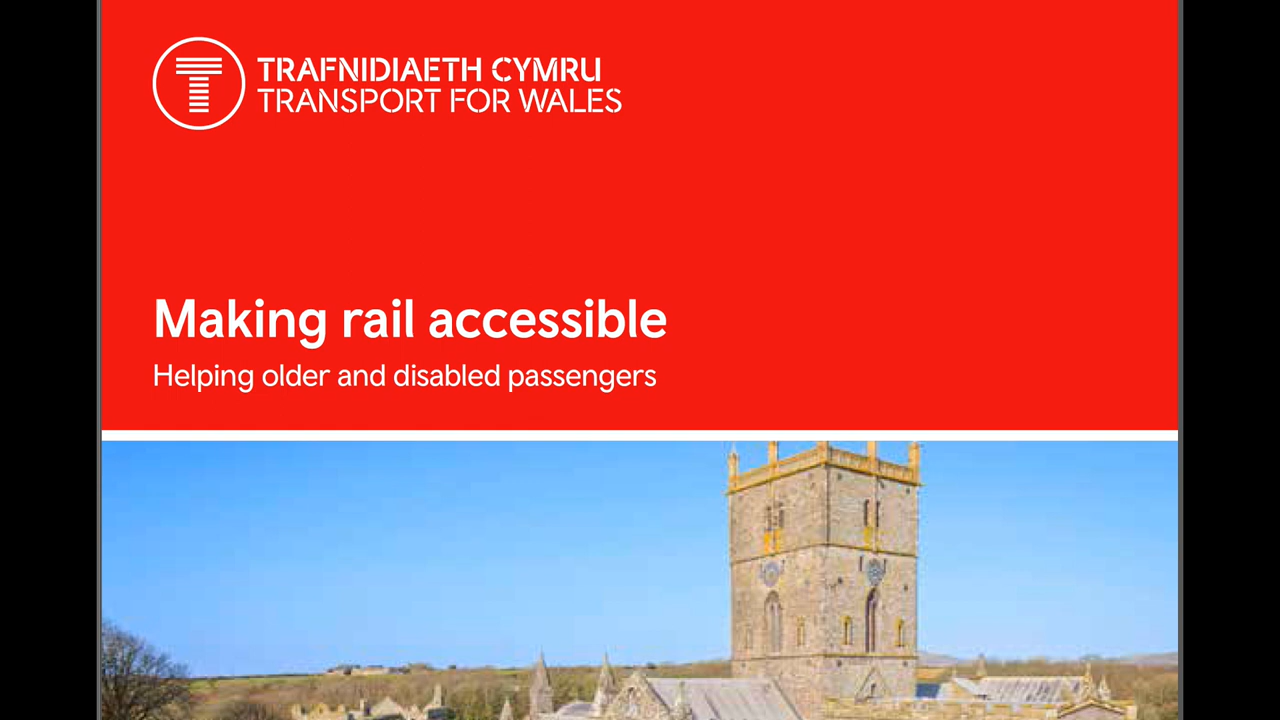 TRAFNIDIAETH CYMRU
TRANSPORT FOR WALES
Making rail accessible
Helping older and disabled passengers